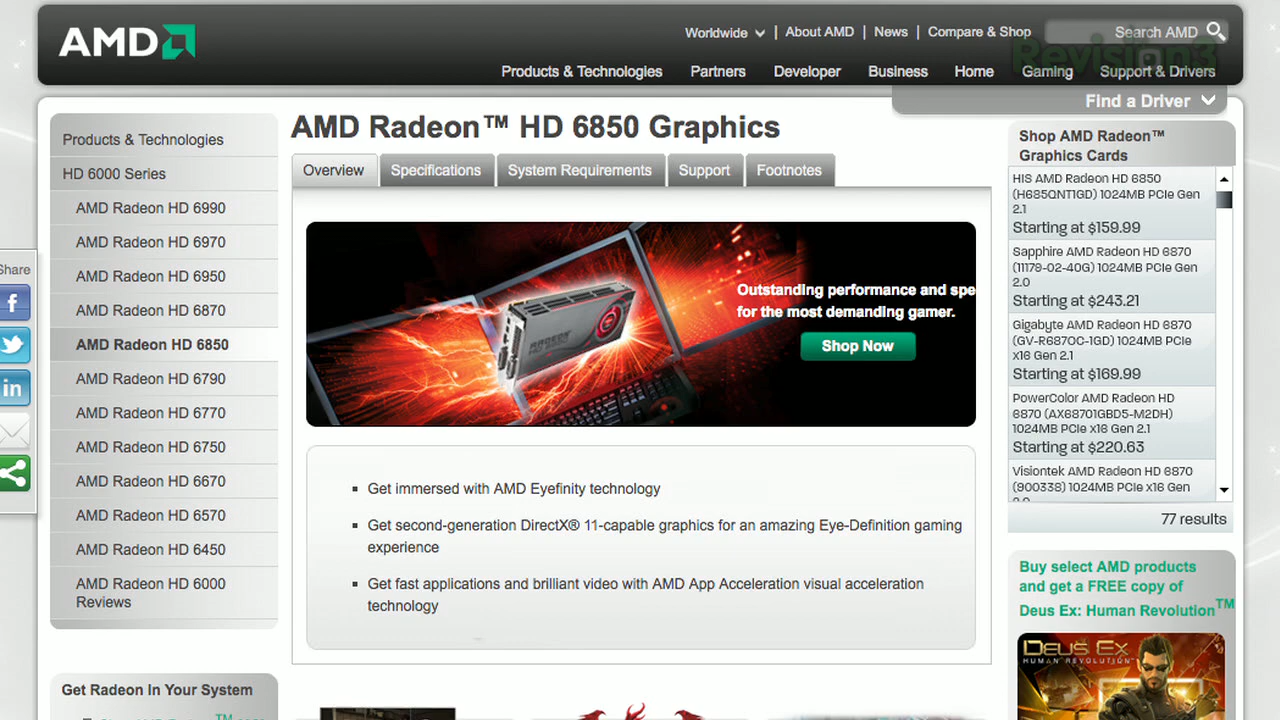 AMD
Worldwide | About AMD | News | Compare & Shop
Search AMD
Revision3
Products & Technologies Partners Developer Business Home Gaming Support & Drivers
Find a Driver
Share
Products & Technologies
HD 6000 Series
AMD Radeon HD 6990
AMD Radeon HD 6970
AMD Radeon HD 6950
AMD Radeon HD 6870
AMD Radeon HD 6850
AMD Radeon HD 6790
AMD Radeon HD 6770
AMD Radeon HD 6750
AMD Radeon HD 6670
AMD Radeon HD 6570
AMD Radeon HD 6450
AMD Radeon HD 6000
Reviews
Get Radeon In Your System
AMD Radeon™ HD 6850 Graphics
Overview Specifications System Requirements Support Footnotes
RADEON
Outstanding performance and spe
for the most demanding gamer.
Shop Now
▪ Get immersed with AMD Eyefinity technology
▪ Get second-generation DirectX® 11-capable graphics for an amazing Eye-Definition gaming
experience
▪ Get fast applications and brilliant video with AMD App Acceleration visual acceleration
technology
Shop AMD Radeon™
Graphics Cards
HIS AMD Radeon HD 6850
(H685QNT1GD) 1024MB PCIe Gen
2.1
Starting at $159.99
Sapphire AMD Radeon HD 6870
(11179-02-40G) 1024MB PCIe Gen
2.0
Starting at $243.21
Gigabyte AMD Radeon HD 6870
(GV-R687OC-1GD) 1024MB PCIe
x16 Gen 2.1
Starting at $169.99
PowerColor AMD Radeon HD
6870 (AX68701GBD5-M2DH)
1024MB PCIe x16 Gen 2.1
Starting at $220.63
Visiontek AMD Radeon HD 6870
(900338) 1024MB PCIe x16 Gen
77 results
Buy select AMD products
and get a FREE copy of
Deus Ex: Human Revolution™
DEUS EX
HUMAN REVOLUTION